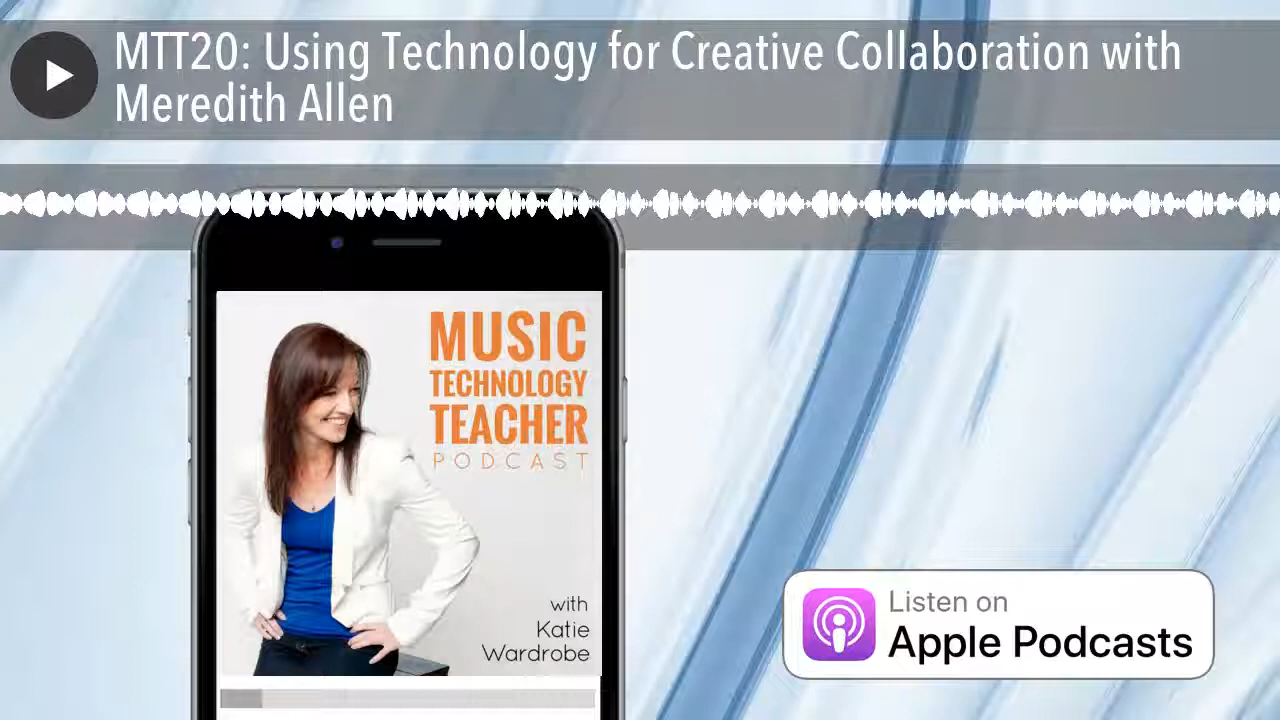 MTT20: Using Technology for Creative Collaboration with
Meredith Allen
MUSIC
TECHNOLOGY
TEACHER
PODCAST
with
Katie
Wardrobe
Listen on
Apple Podcasts